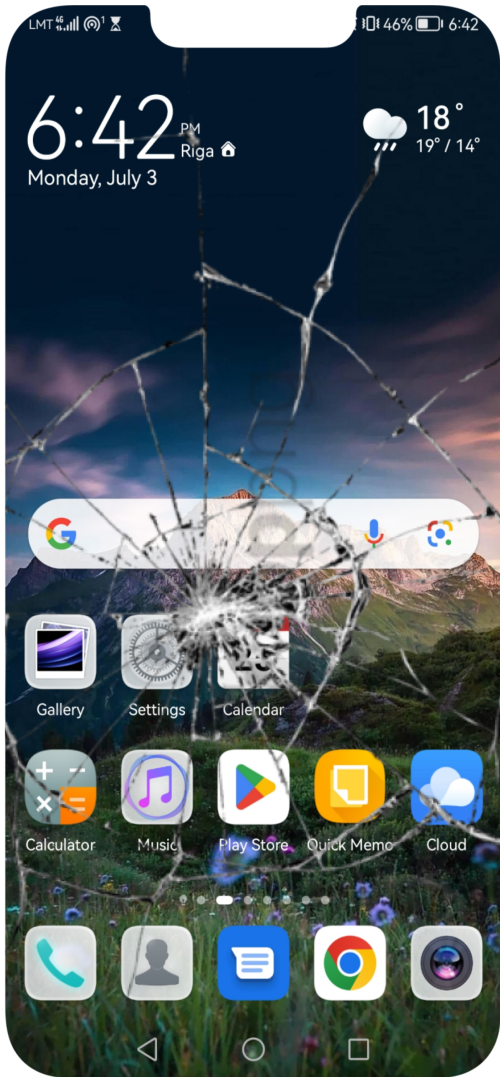 LMT 4G 46% 6:42
6:42 PM
Riga
Monday, July 3
18°
19° / 14°
G
Gallery
Settings
Calendar
Calculator
Music
Play Store
Quick Memo
Cloud